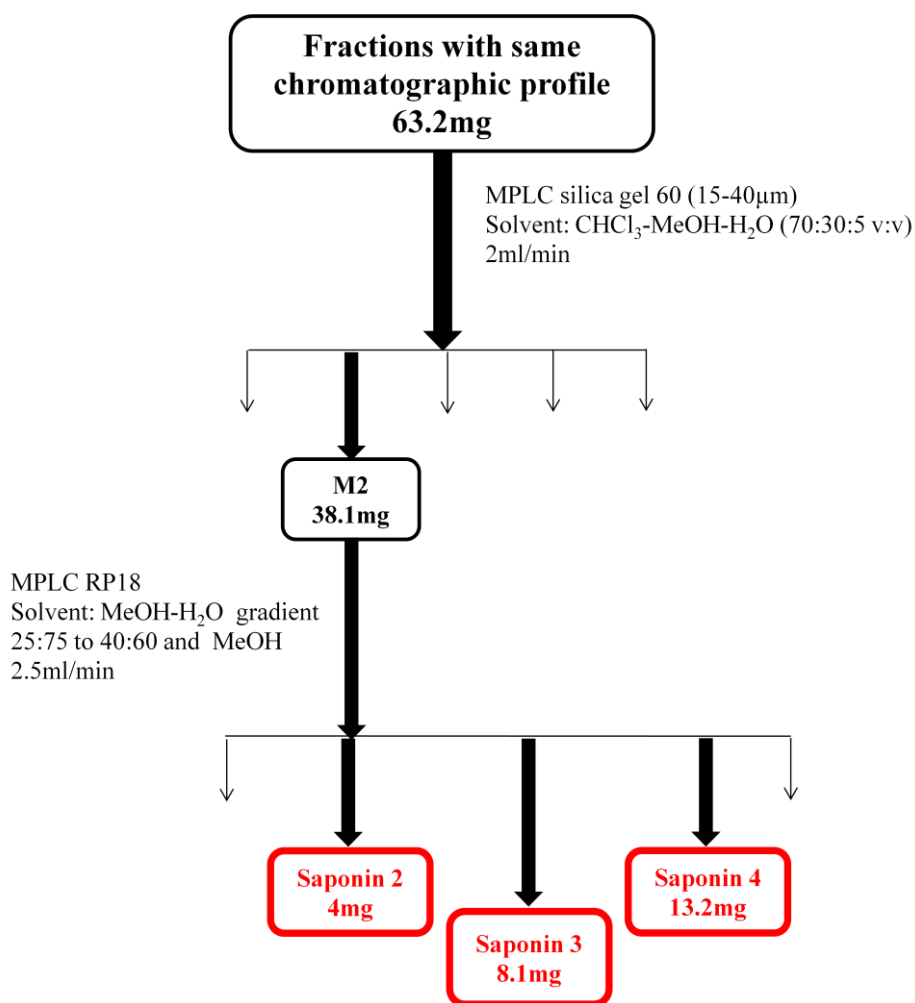 Fractions with same
chromatographic profile
63.2mg
MPLC silica gel 60 (15-40µm)
Solvent: CHCl₃-MeOH-H₂O (70:30:5 v:v)
2ml/min
M2
38.1mg
MPLC RP18
Solvent: MeOH-H₂O gradient
25:75 to 40:60 and MeOH
2.5ml/min
Saponin 2
4mg
Saponin 3
8.1mg
Saponin 4
13.2mg